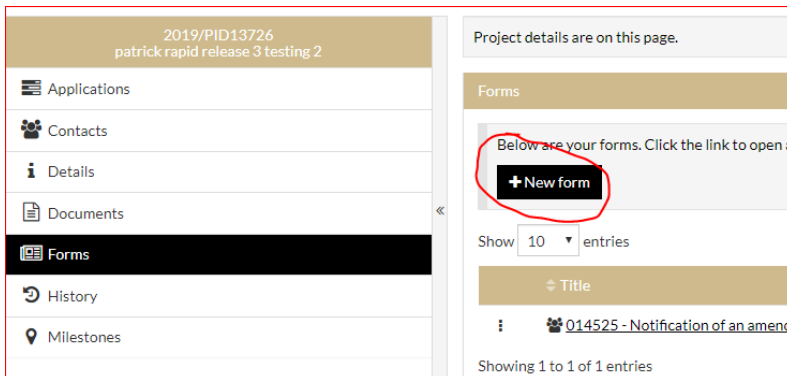 2019/PID13726
patrick rapid release 3 testing 2
Applications
Contacts
Details
Documents
Forms
History
Milestones
«
Project details are on this page.
Forms
Below are your forms. Click the link to open
+New form
Show 10 entries
Title
014525 - Notification of an amend
Showing 1 to 1 of 1 entries